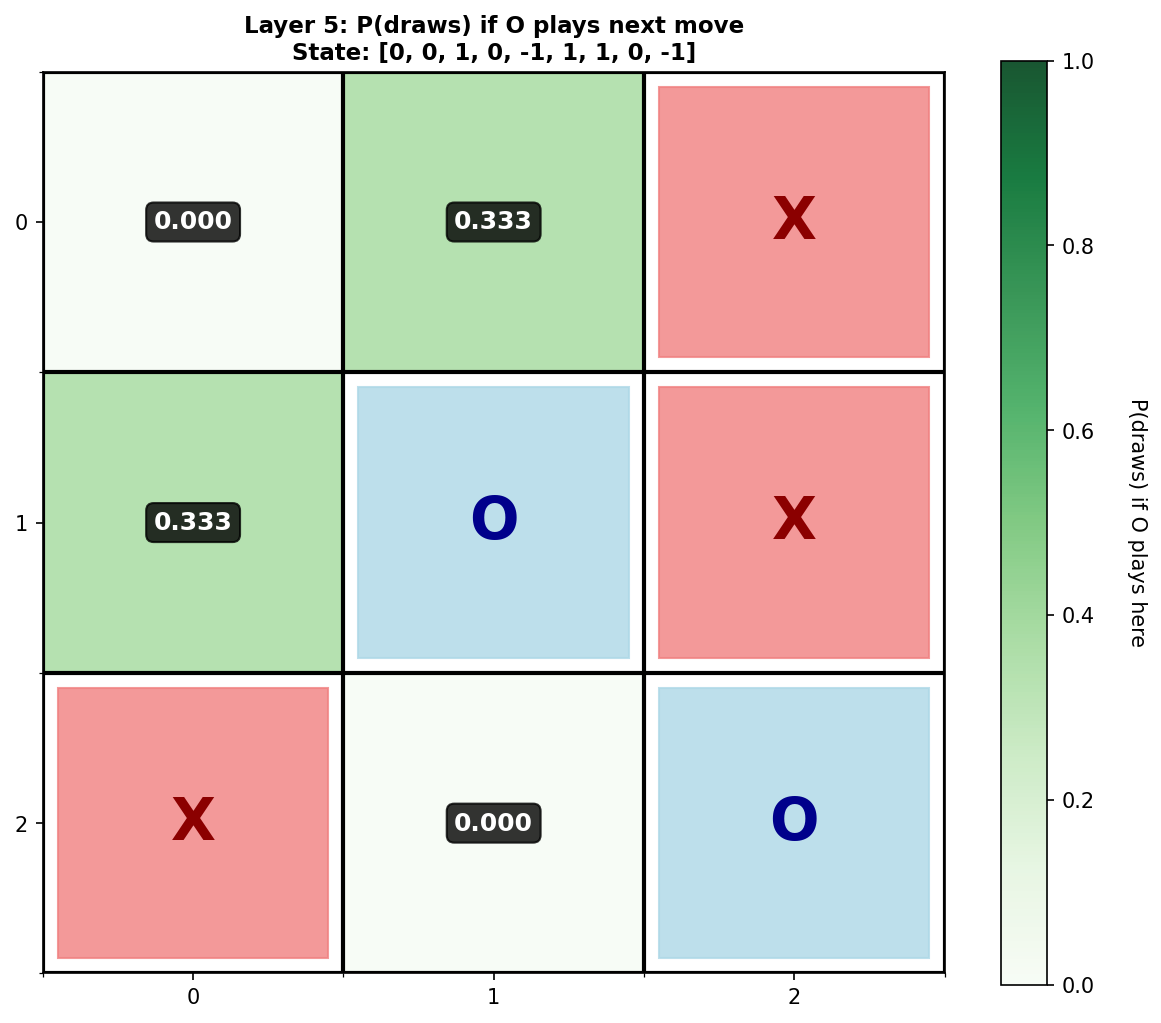 Layer 5: P(draws) if O plays next move
State: [0, 0, 1, 0, -1, 1, 1, 0, -1]
0
0.000
0.333
X
1
0.333
O
X
2
X
0.000
O
0
1
2
1.0
0.8
0.6
0.4
0.2
0.0
P(draws) if O plays here